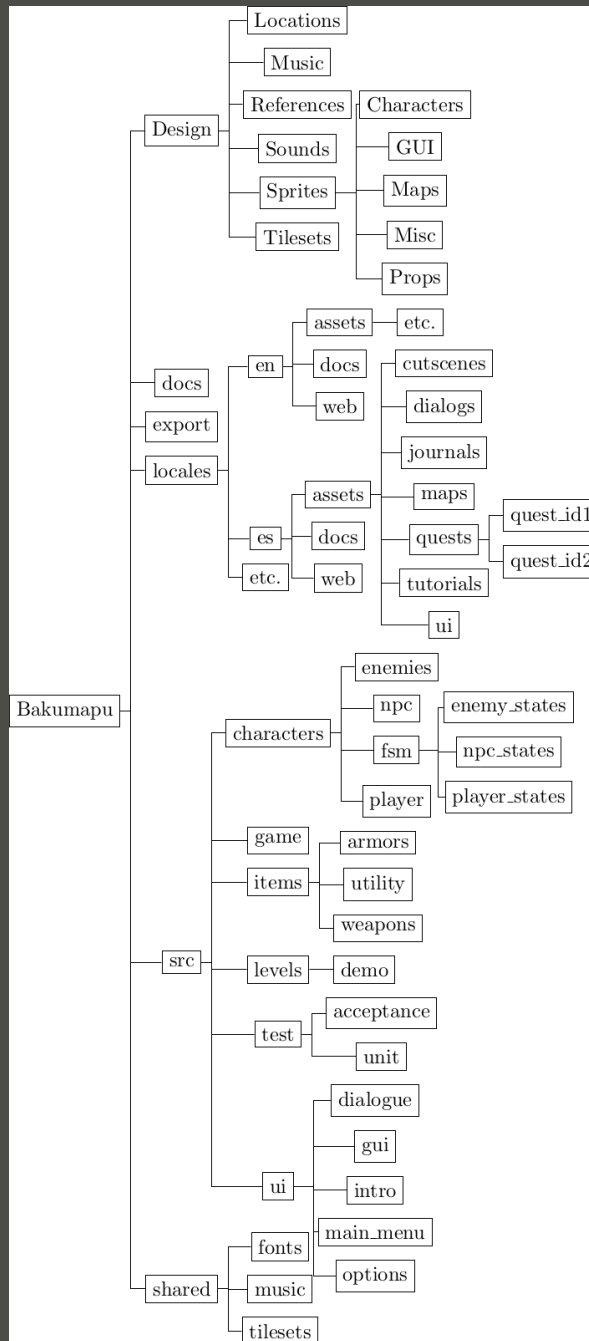 Locations
Music
References
Characters
Design
GUI
Sounds
Sprites
Maps
Tilesets
Misc
Props
assets
etc.
en
docs
cutscenes
docs
web
dialogs
export
journals
locales
assets
maps
quest_id1
es
docs
quests
quest_id2
etc.
web
tutorials
ui
enemies
Bakumapu
npc
enemy_states
characters
fsm
npc_states
player
player_states
game
armors
items
utility
weapons
src
levels
demo
acceptance
test
unit
dialogue
gui
ui
intro
main_menu
fonts
options
shared
music
tilesets